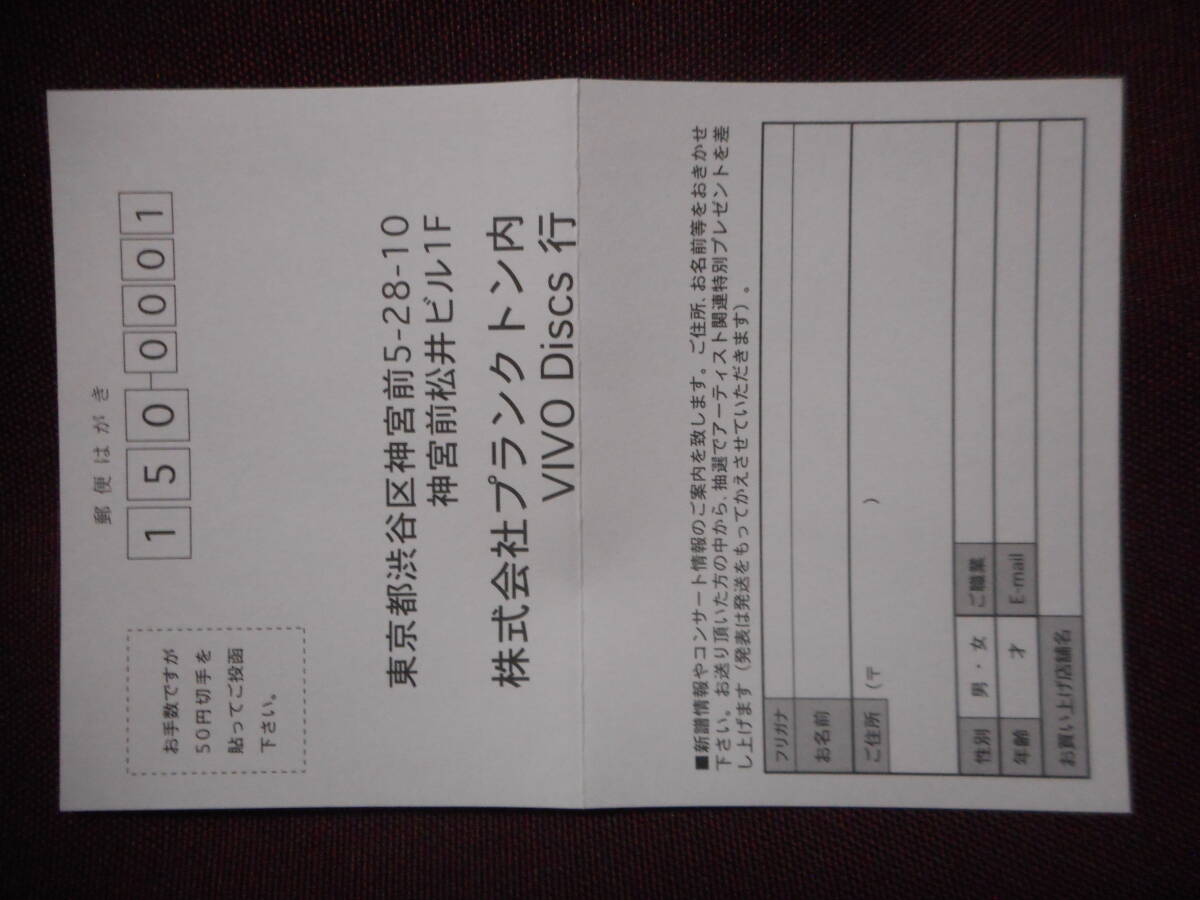 郵便はがき
150-0001
お手数ですが
50円切手を
貼ってご投函
下さい。
東京都渋谷区神宮前5-28-10
神宮前松井ビル1F
株式会社プランクトン内
VIVO Discs 行
■新譜情報やコンサート情報のご案内を致します。ご住所、お名前等をおきかせ
下さい。お送り頂いた方の中から、抽選でアーティスト関連特別プレゼントを差
し上げます（発表は発送をもってかえさせていただきます）。
フリガナ
お名前
ご住所 （〒 ）
性別 男・女 ご職業
年齢 才 E-mail
お買い上げ店舗名